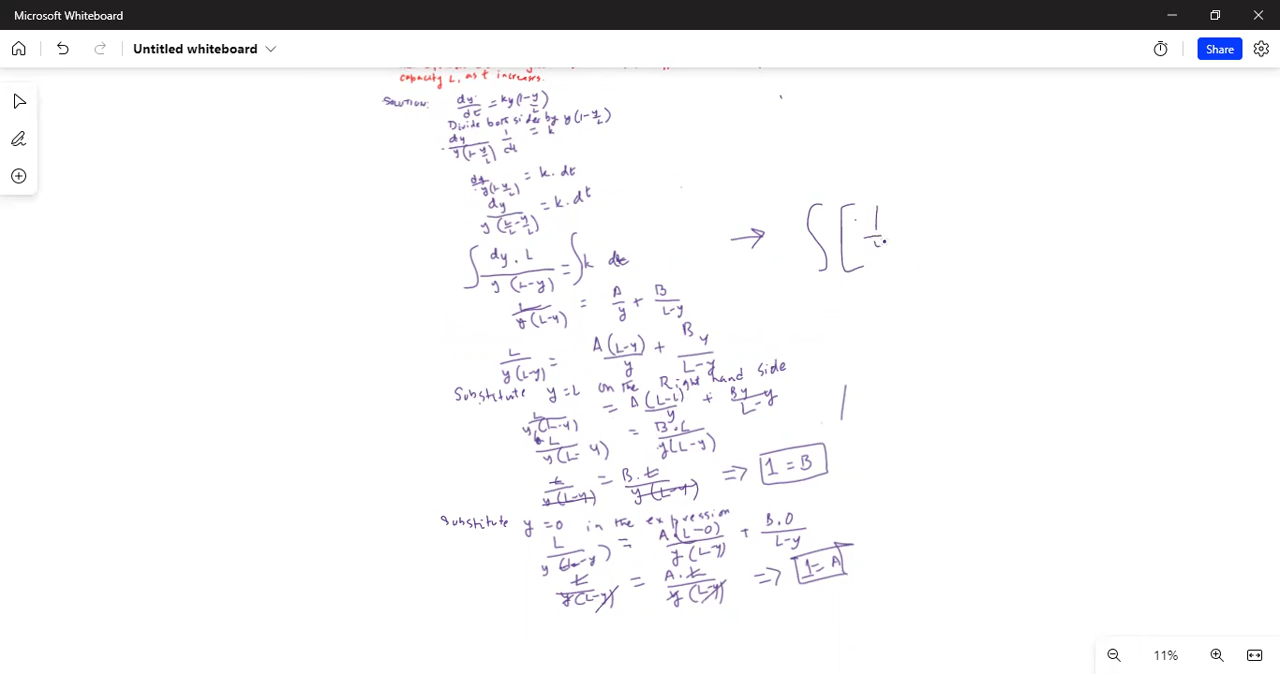 Microsoft Whiteboard
Untitled whiteboard
Share
capacity L, as t increases.
SOLUTION: dy/dt = ky(1-y/L)
Divide both sides by y(1-y/L)
dy/y(1-y/L) 1/dt = k
dy/y(1-y/L) = k. dt
dy/y(L/L-y/L) = k. dt
∫ dy. L/y(L-y) = ∫ k dt
L/y(L-y) = A/y + B/L-y
L/y(L-y) = A(L-y)/y + By/L-y
Substitute y=L on the Right hand side
L/y(L-y) = A(L-L)/y + By/L-y
L/y(L-y) = B.L/y(L-y)
L/y(L-y) = B.L/y(L-y) => 1=B
Substitute y=0 in the expression
L/y(L-y) = A.(L-0)/y(L-y) + B.0/L-y
L/y(L-y) = A.L/y(L-y) => 1=A
→ ∫ [ 1/
11%